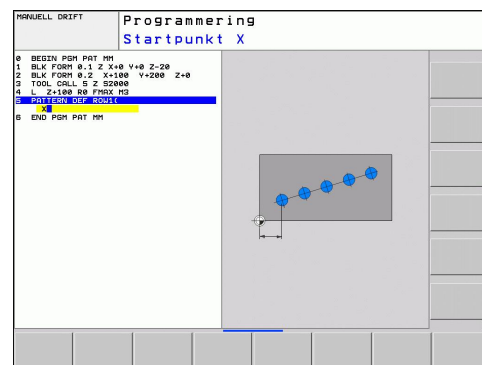 MANUELL DRIFT
Programmering
Startpunkt X
0 BEGIN PGM PAT MM
1 BLK FORM 0.1 Z X+0 Y+0 Z-20
2 BLK FORM 0.2 X+100 Y+200 Z+0
3 TOOL CALL 5 Z S2000
4 L Z+100 R0 FMAX M3
5 PATTERN DEF ROW1(
X
6 END PGM PAT MM